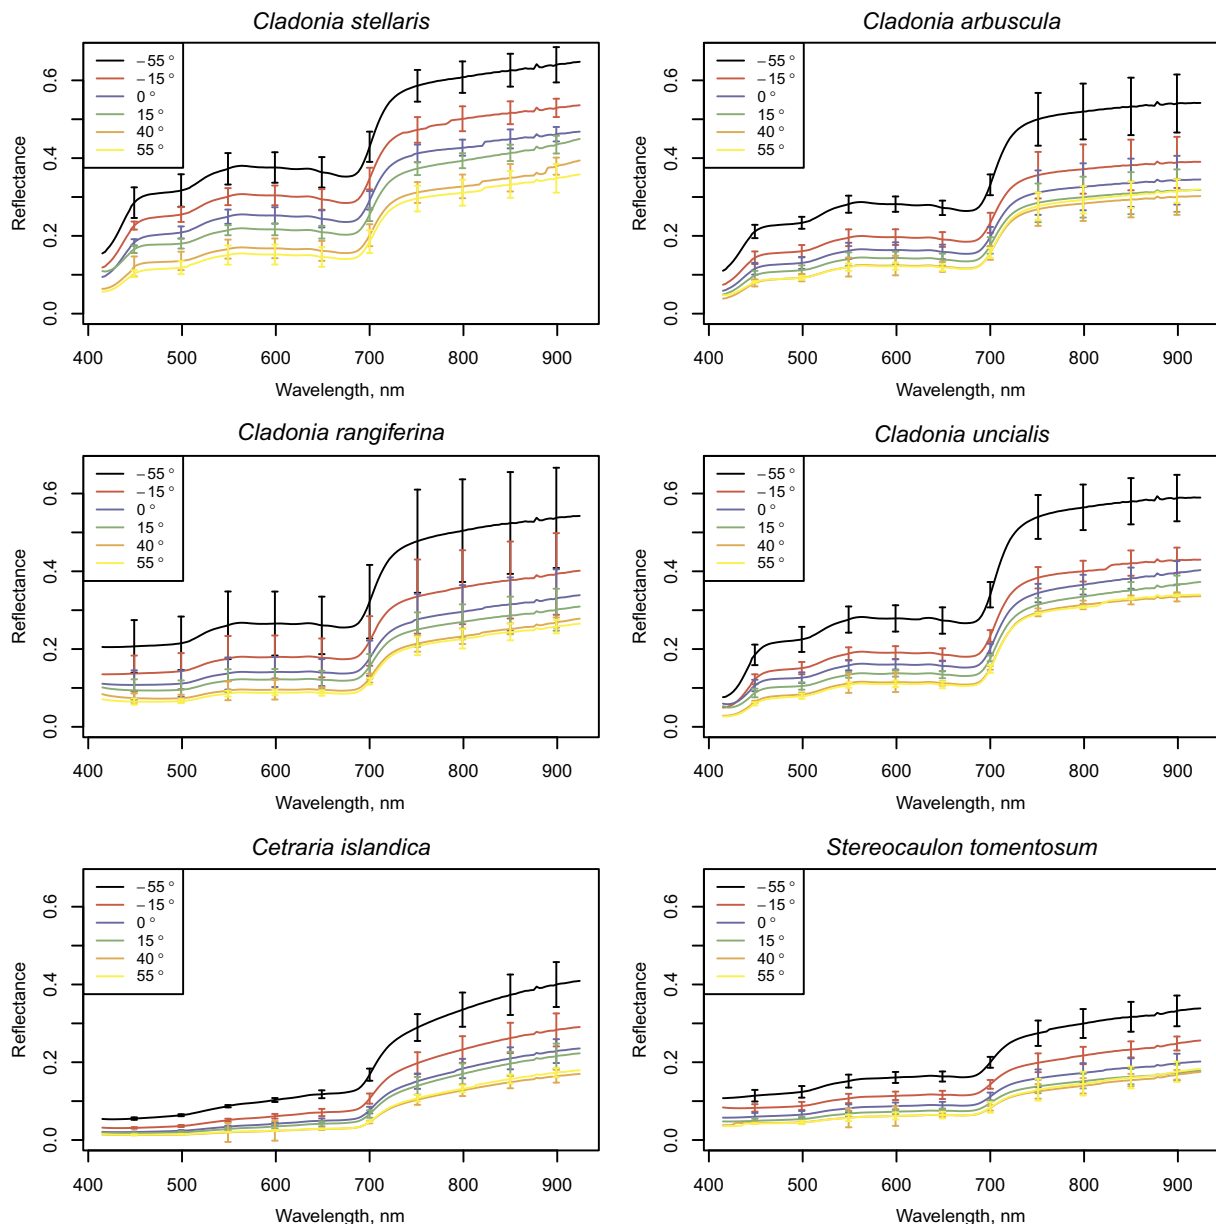 Cladonia stellaris
Reflectance
0.0 0.2 0.4 0.6
−55 °
−15 °
0 °
15 °
40 °
55 °
400 500 600 700 800 900
Wavelength, nm
Cladonia arbuscula
Reflectance
0.0 0.2 0.4 0.6
−55 °
−15 °
0 °
15 °
40 °
55 °
400 500 600 700 800 900
Wavelength, nm
Cladonia rangiferina
Reflectance
0.0 0.2 0.4 0.6
−55 °
−15 °
0 °
15 °
40 °
55 °
400 500 600 700 800 900
Wavelength, nm
Cladonia uncialis
Reflectance
0.0 0.2 0.4 0.6
−55 °
−15 °
0 °
15 °
40 °
55 °
400 500 600 700 800 900
Wavelength, nm
Cetraria islandica
Reflectance
0.0 0.2 0.4 0.6
−55 °
−15 °
0 °
15 °
40 °
55 °
400 500 600 700 800 900
Wavelength, nm
Stereocaulon tomentosum
Reflectance
0.0 0.2 0.4 0.6
−55 °
−15 °
0 °
15 °
40 °
55 °
400 500 600 700 800 900
Wavelength, nm